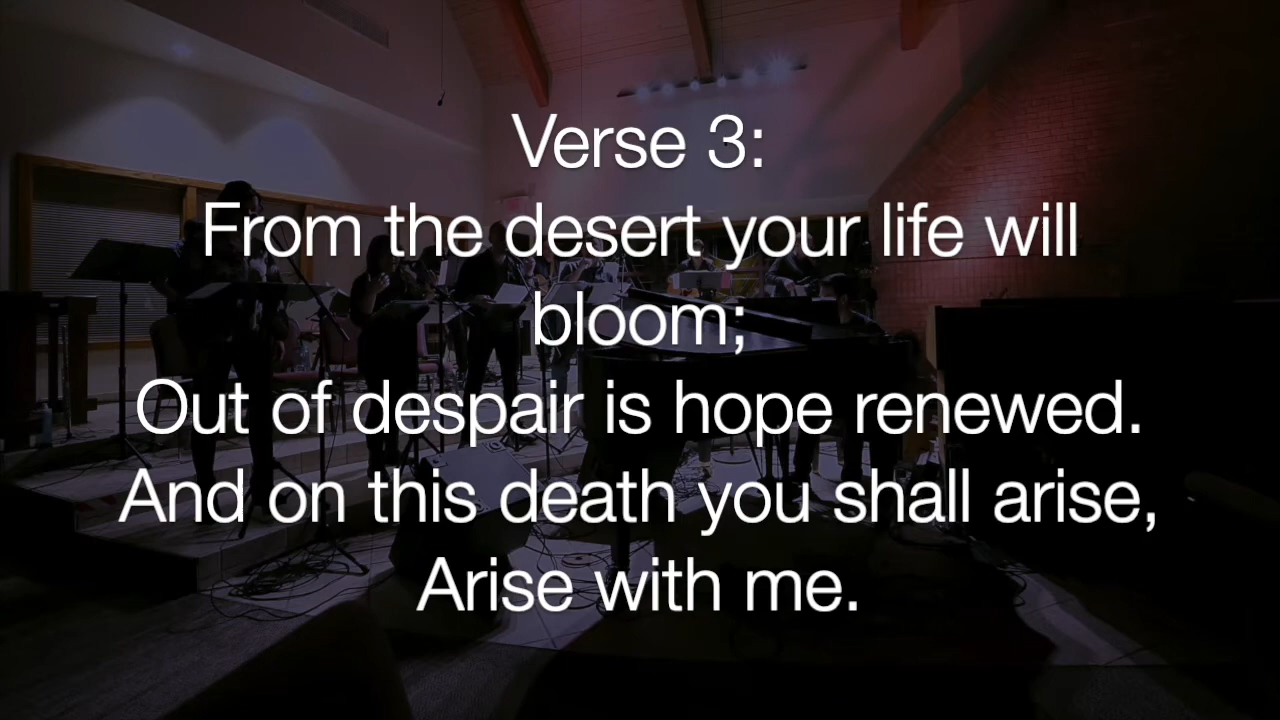 Verse 3:
From the desert your life will
bloom;
Out of despair is hope renewed.
And on this death you shall arise,
Arise with me.